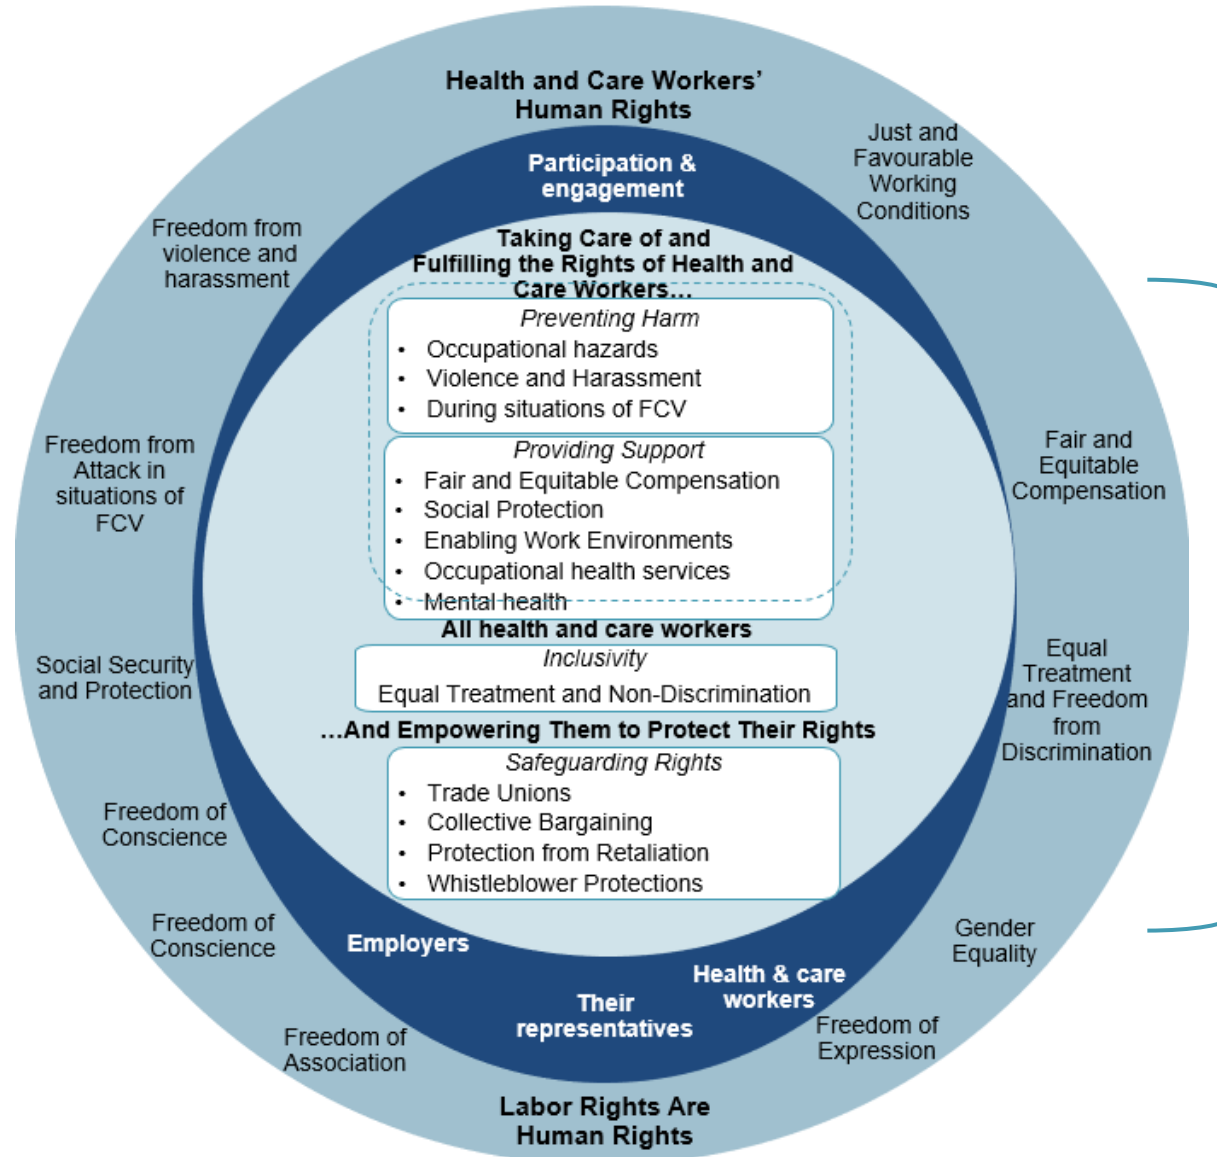 Health and Care Workers’
Human Rights
Participation &
engagement
Just and
Favourable
Working
Conditions
Freedom from
violence and
harassment
Taking Care of and
Fulfilling the Rights of Health and
Care Workers…
Preventing Harm
• Occupational hazards
• Violence and Harassment
• During situations of FCV
Freedom from
Attack in
situations of
FCV
Providing Support
• Fair and Equitable Compensation
• Social Protection
• Enabling Work Environments
• Occupational health services
• Mental health
Fair and
Equitable
Compensation
All health and care workers
Inclusivity
Equal Treatment and Non-Discrimination
Social Security
and Protection
Equal
Treatment
and Freedom
from
Discrimination
…And Empowering Them to Protect Their Rights
Safeguarding Rights
• Trade Unions
• Collective Bargaining
• Protection from Retaliation
• Whistleblower Protections
Freedom of
Conscience
Freedom of
Conscience
Employers
Gender
Equality
Health & care
workers
Their
representatives
Freedom of
Association
Freedom of
Expression
Labor Rights Are
Human Rights